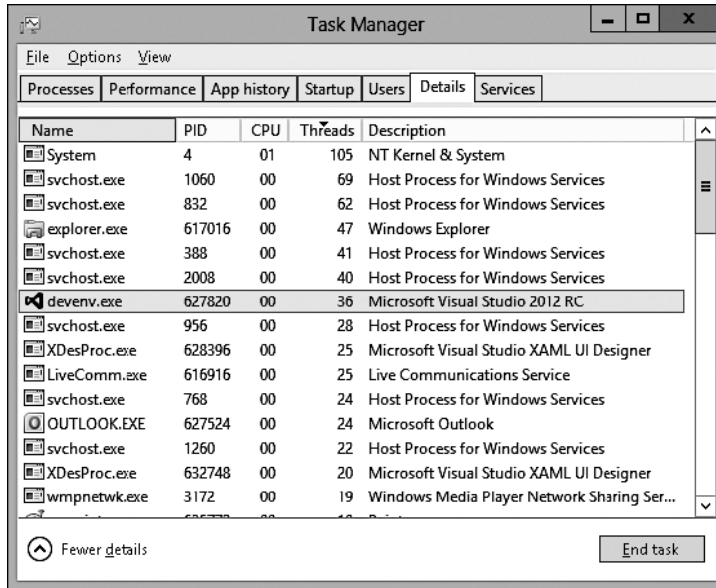 Task Manager
File Options View
Processes Performance App history Startup Users Details Services
Name PID CPU Threads Description
System 4 01 105 NT Kernel & System
svchost.exe 1060 00 69 Host Process for Windows Services
svchost.exe 832 00 62 Host Process for Windows Services
explorer.exe 617016 00 47 Windows Explorer
svchost.exe 388 00 41 Host Process for Windows Services
svchost.exe 2008 00 40 Host Process for Windows Services
devenv.exe 627820 00 36 Microsoft Visual Studio 2012 RC
svchost.exe 956 00 28 Host Process for Windows Services
XDesProc.exe 628396 00 25 Microsoft Visual Studio XAML UI Designer
LiveComm.exe 616916 00 25 Live Communications Service
svchost.exe 768 00 24 Host Process for Windows Services
OUTLOOK.EXE 627524 00 24 Microsoft Outlook
svchost.exe 1260 00 22 Host Process for Windows Services
XDesProc.exe 632748 00 20 Microsoft Visual Studio XAML UI Designer
wmpnetwk.exe 3172 00 19 Windows Media Player Network Sharing Ser...
Fewer details End task